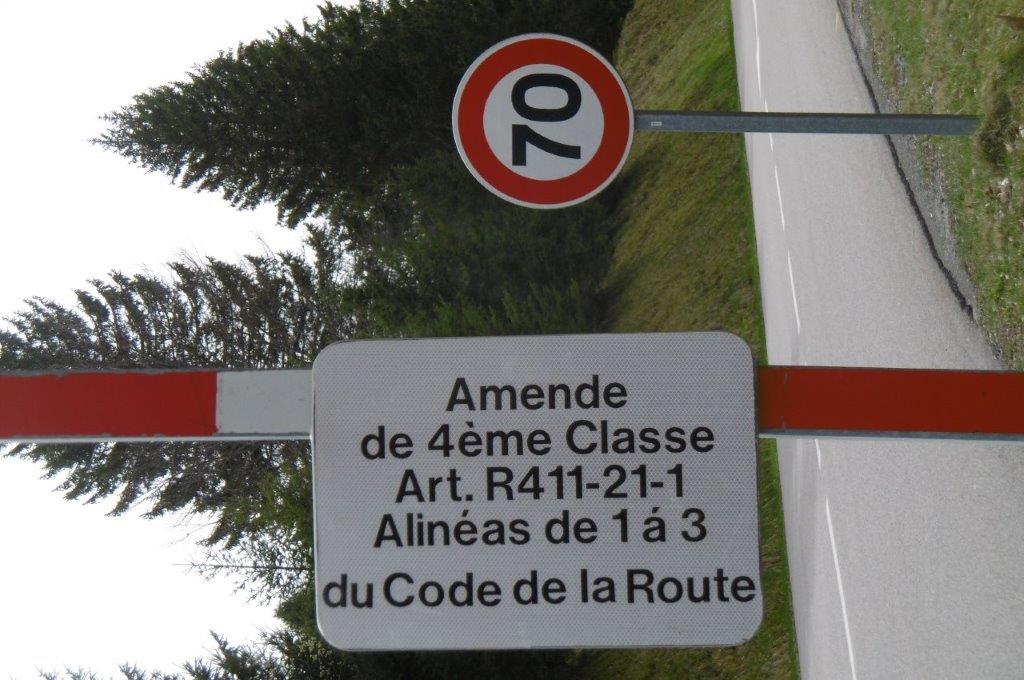 Amende
de 4ème Classe
Art. R411-21-1
Alinéas de 1 á 3
du Code de la Route
70